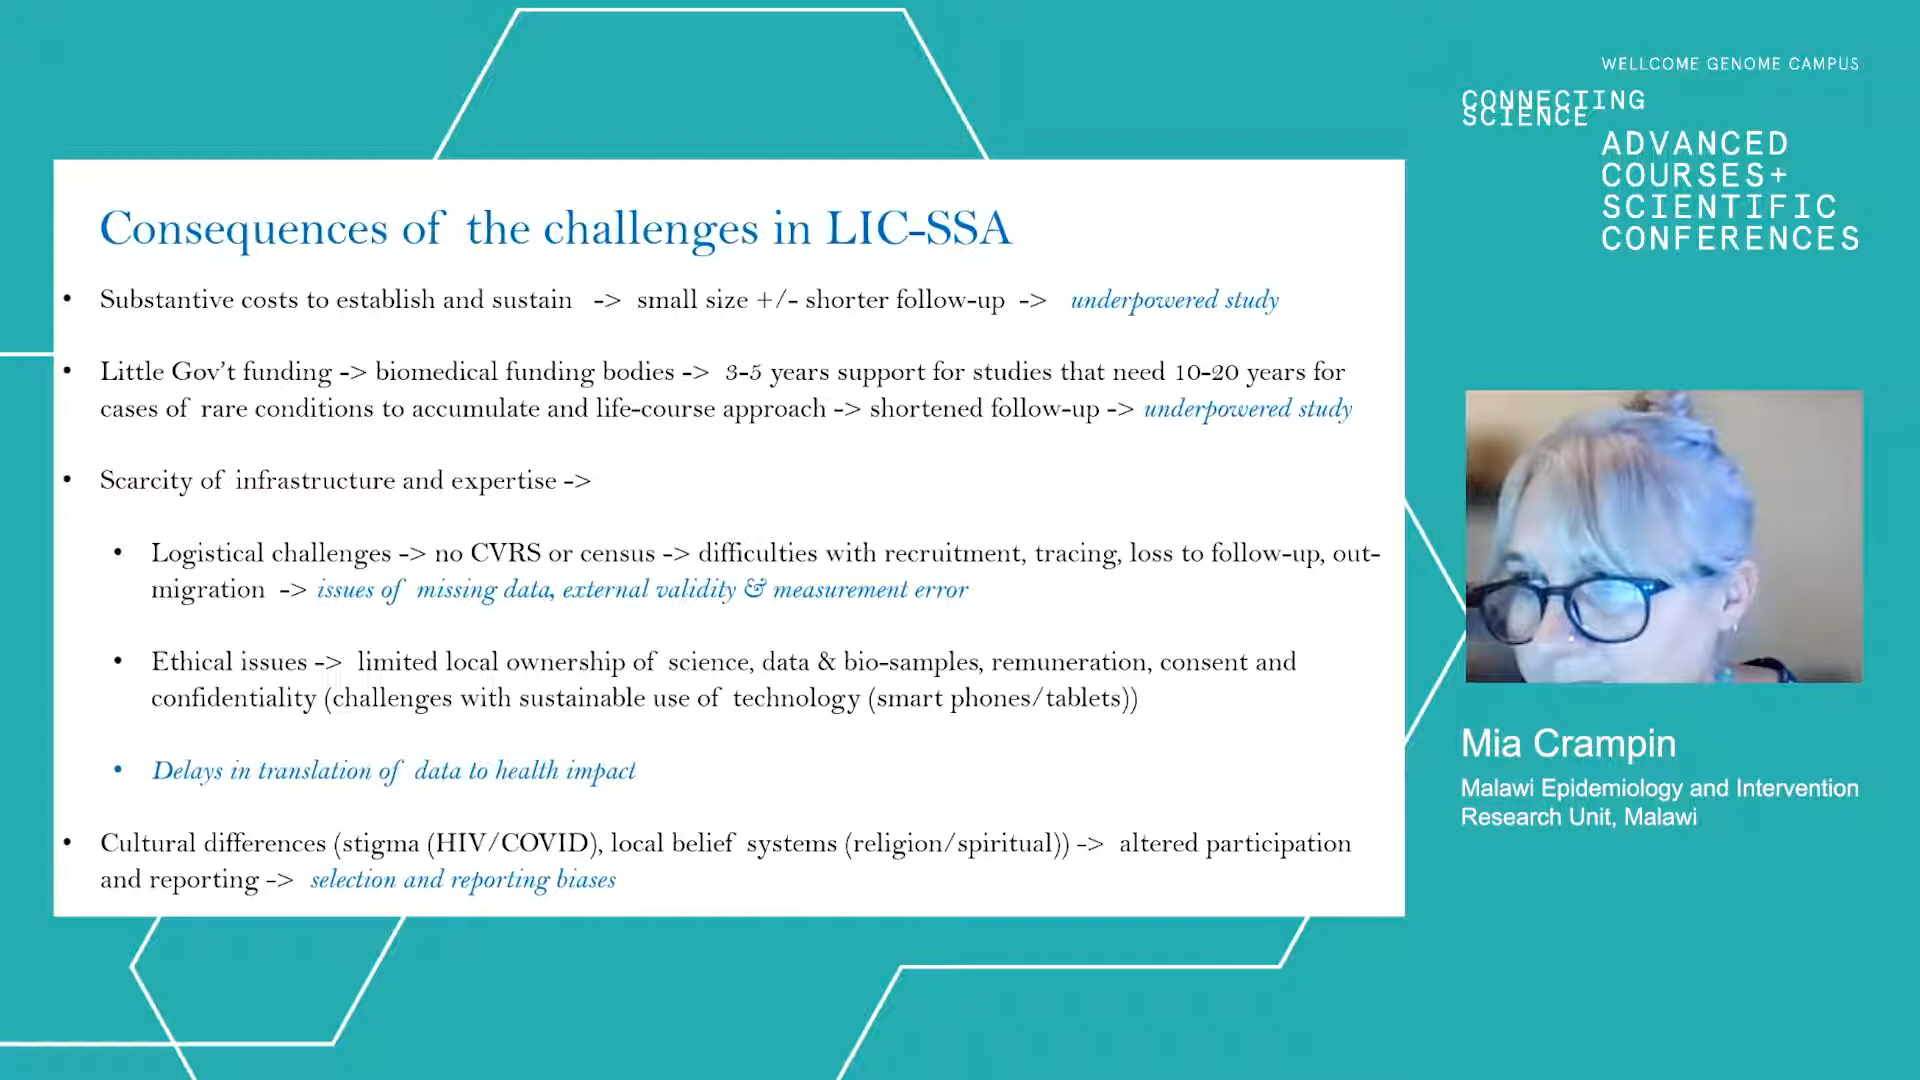 WELLCOME GENOME CAMPUS
CONNECTING
SCIENCE
ADVANCED
COURSES+
SCIENTIFIC
CONFERENCES
Consequences of the challenges in LIC-SSA
• Substantive costs to establish and sustain -> small size +/- shorter follow-up -> underpowered study
• Little Gov't funding -> biomedical funding bodies -> 3-5 years support for studies that need 10-20 years for
cases of rare conditions to accumulate and life-course approach -> shortened follow-up -> underpowered study
• Scarcity of infrastructure and expertise ->
• Logistical challenges -> no CVRS or census -> difficulties with recruitment, tracing, loss to follow-up, out-
migration -> issues of missing data, external validity & measurement error
• Ethical issues -> limited local ownership of science, data & bio-samples, remuneration, consent and
confidentiality (challenges with sustainable use of technology (smart phones/tablets))
• Delays in translation of data to health impact
• Cultural differences (stigma (HIV/COVID), local belief systems (religion/spiritual)) -> altered participation
and reporting -> selection and reporting biases
Mia Crampin
Malawi Epidemiology and Intervention
Research Unit, Malawi